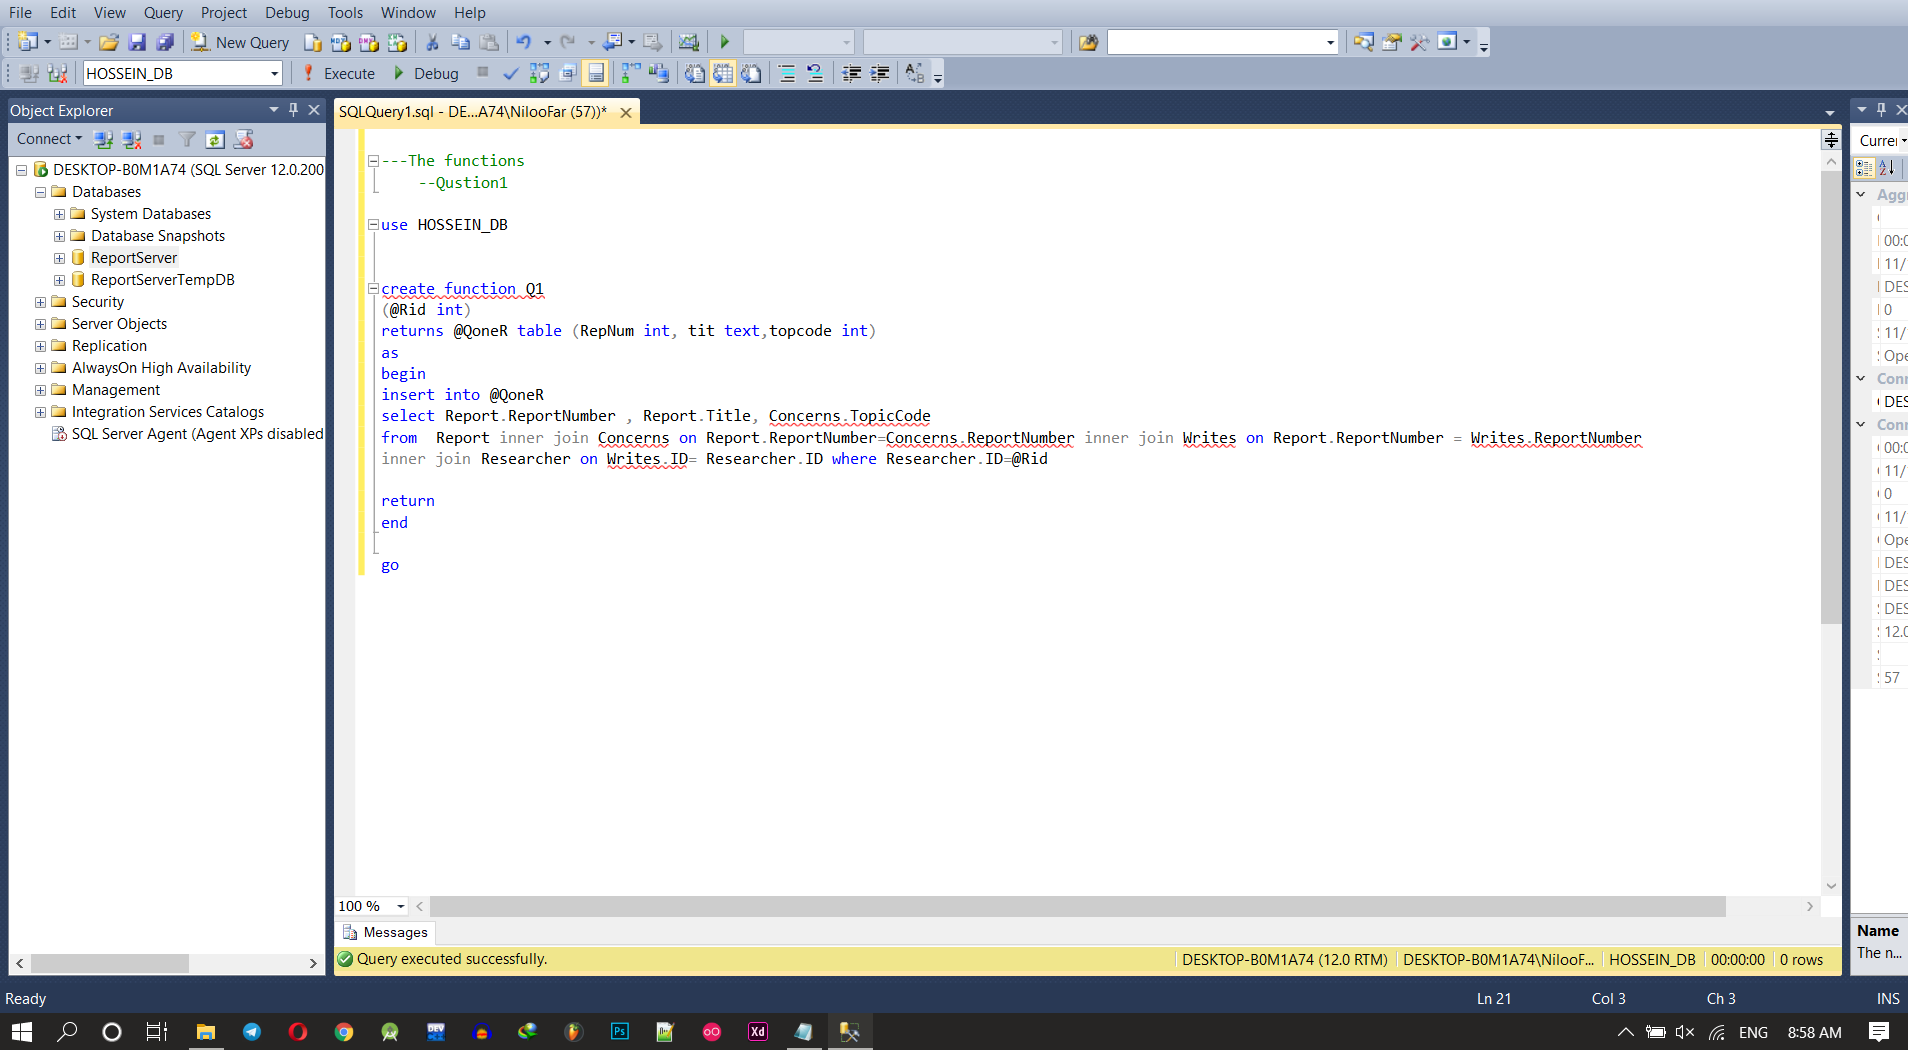 File Edit View Query Project Debug Tools Window Help
New Query
HOSSEIN_DB Execute Debug
Object Explorer
Connect
DESKTOP-B0M1A74 (SQL Server 12.0.200
Databases
System Databases
Database Snapshots
ReportServer
ReportServerTempDB
Security
Server Objects
Replication
AlwaysOn High Availability
Management
Integration Services Catalogs
SQL Server Agent (Agent XPs disabled
SQLQuery1.sql - DE...A74\NilooFar (57))*
---The functions
--Qustion1
use HOSSEIN_DB
create function Q1
(@Rid int)
returns @QoneR table (RepNum int, tit text,topcode int)
as
begin
insert into @QoneR
select Report.ReportNumber , Report.Title, Concerns.TopicCode
from  Report inner join Concerns on Report.ReportNumber=Concerns.ReportNumber inner join Writes on Report.ReportNumber = Writes.ReportNumber
inner join Researcher on Writes.ID= Researcher.ID where Researcher.ID=@Rid
return
end
go
100 %
Messages
Query executed successfully.
DESKTOP-B0M1A74 (12.0 RTM) DESKTOP-B0M1A74\NilooF... HOSSEIN_DB 00:00:00 0 rows
Curre
Aggr
00:0
11/
DES
0
11/
Ope
Conn
DES
Conn
00:0
11/
0
11/
Ope
DES
DES
DES
12.0
57
Name
The n...
Ready
Ln 21 Col 3 Ch 3 INS
DEV
Ps
Xd
ENG 8:58 AM